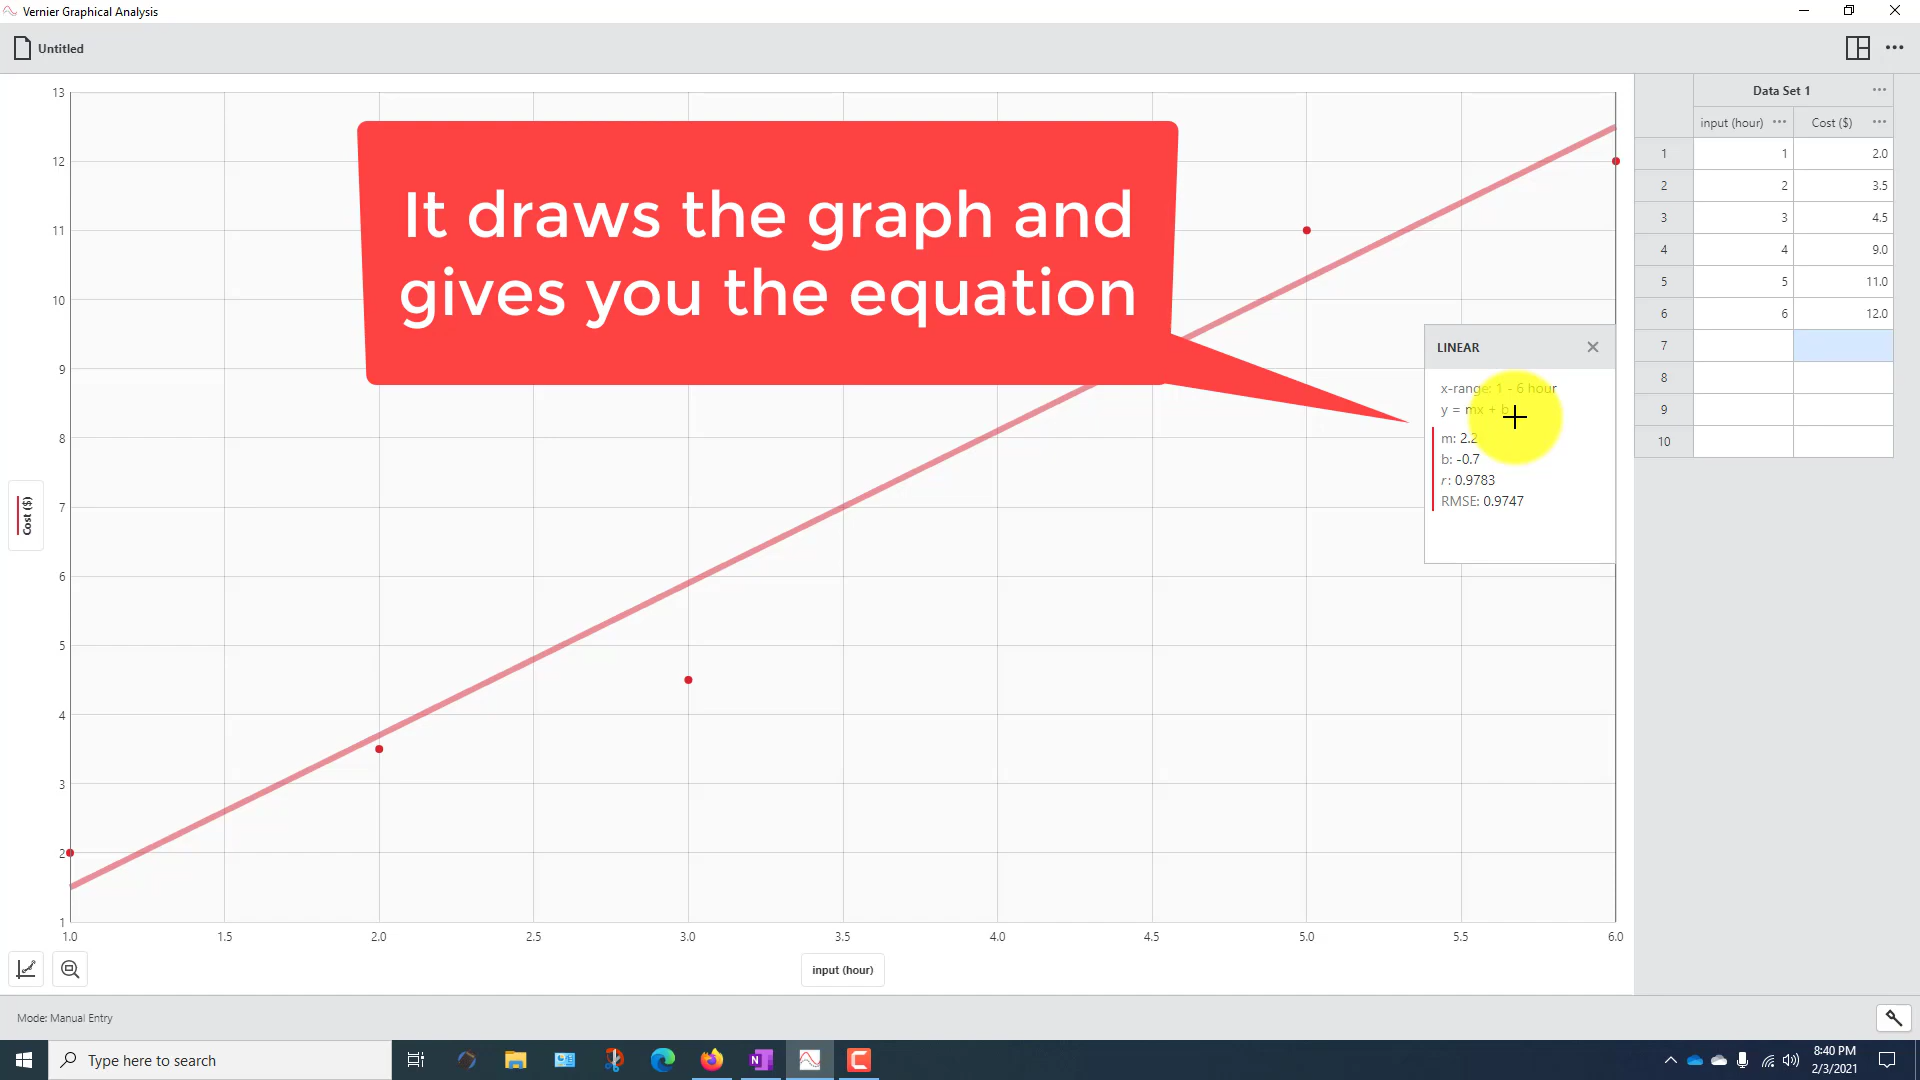 Vernier Graphical Analysis
Untitled
It draws the graph and
gives you the equation
13
12
11
10
9
8
7
6
5
4
3
2
1
Cost ($)
1.0 1.5 2.0 2.5 3.0 3.5 4.0 4.5 5.0 5.5 6.0
input (hour)
LINEAR
x-range: 1 - 6 hour
y = mx + b
m: 2.2
b: -0.7
r: 0.9783
RMSE: 0.9747
Data Set 1
input (hour) Cost ($)
1 1 2.0
2 2 3.5
3 3 4.5
4 4 9.0
5 5 11.0
6 6 12.0
7
8
9
10
Mode: Manual Entry
Type here to search
N
C
8:40 PM
2/3/2021